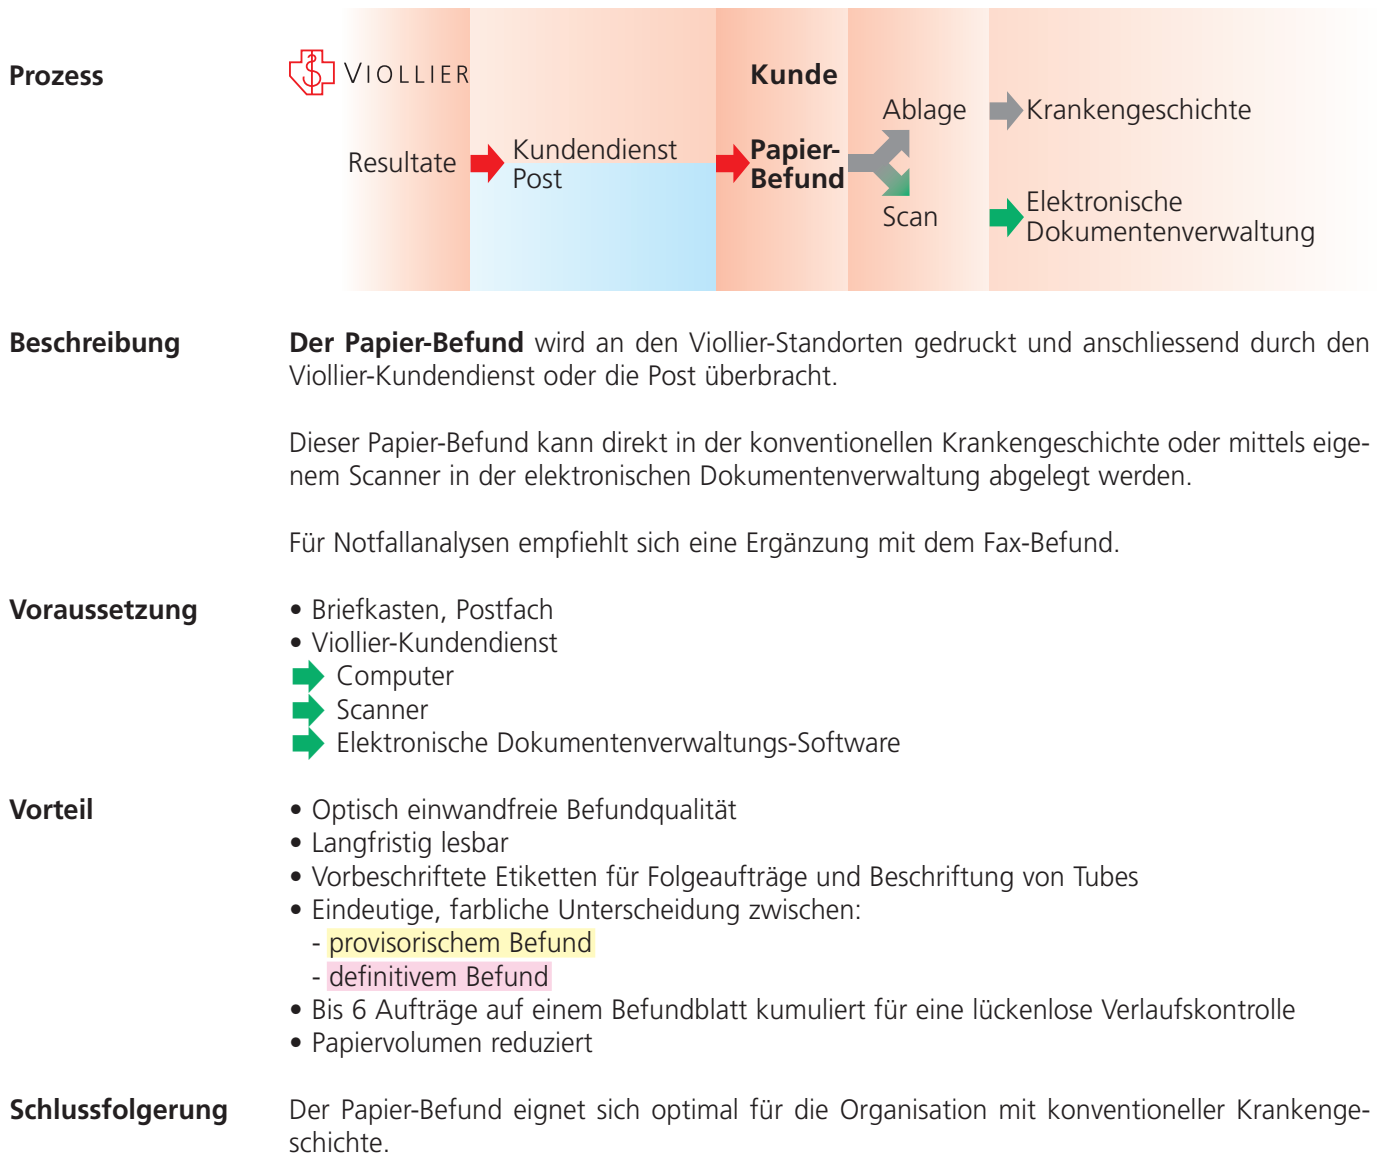 Prozess
VIOLLIER
Kunde
Ablage
Krankengeschichte
Resultate
Kundendienst
Post
Papier-
Befund
Scan
Elektronische
Dokumentenverwaltung
Beschreibung
Der Papier-Befund wird an den Viollier-Standorten gedruckt und anschliessend durch den
Viollier-Kundendienst oder die Post überbracht.
Dieser Papier-Befund kann direkt in der konventionellen Krankengeschichte oder mittels eige-
nem Scanner in der elektronischen Dokumentenverwaltung abgelegt werden.
Für Notfallanalysen empfiehlt sich eine Ergänzung mit dem Fax-Befund.
Voraussetzung
• Briefkasten, Postfach
• Viollier-Kundendienst
Computer
Scanner
Elektronische Dokumentenverwaltungs-Software
Vorteil
• Optisch einwandfreie Befundqualität
• Langfristig lesbar
• Vorbeschriftete Etiketten für Folgeaufträge und Beschriftung von Tubes
• Eindeutige, farbliche Unterscheidung zwischen:
- provisorischem Befund
- definitivem Befund
• Bis 6 Aufträge auf einem Befundblatt kumuliert für eine lückenlose Verlaufskontrolle
• Papiervolumen reduziert
Schlussfolgerung
Der Papier-Befund eignet sich optimal für die Organisation mit konventioneller Krankenge-
schichte.